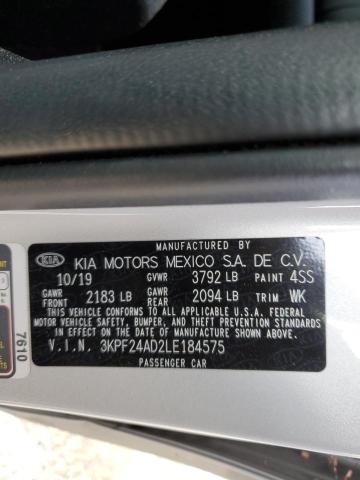 MANUFACTURED BY
KIA KIA MOTORS MEXICO S.A. DE C.V.
10/19 GVWR 3792 LB PAINT 4SS
GAWR FRONT 2183 LB GAWR REAR 2094 LB TRIM WK
THIS VEHICLE CONFORMS TO ALL APPLICABLE U.S.A. FEDERAL
MOTOR VEHICLE SAFETY, BUMPER, AND THEFT PREVENTION STANDARDS
IN EFFECT ON THE DATE OF MANUFACTURE SHOWN ABOVE.
V.I.N. 3KPF24AD2LE184575
PASSENGER CAR
7610